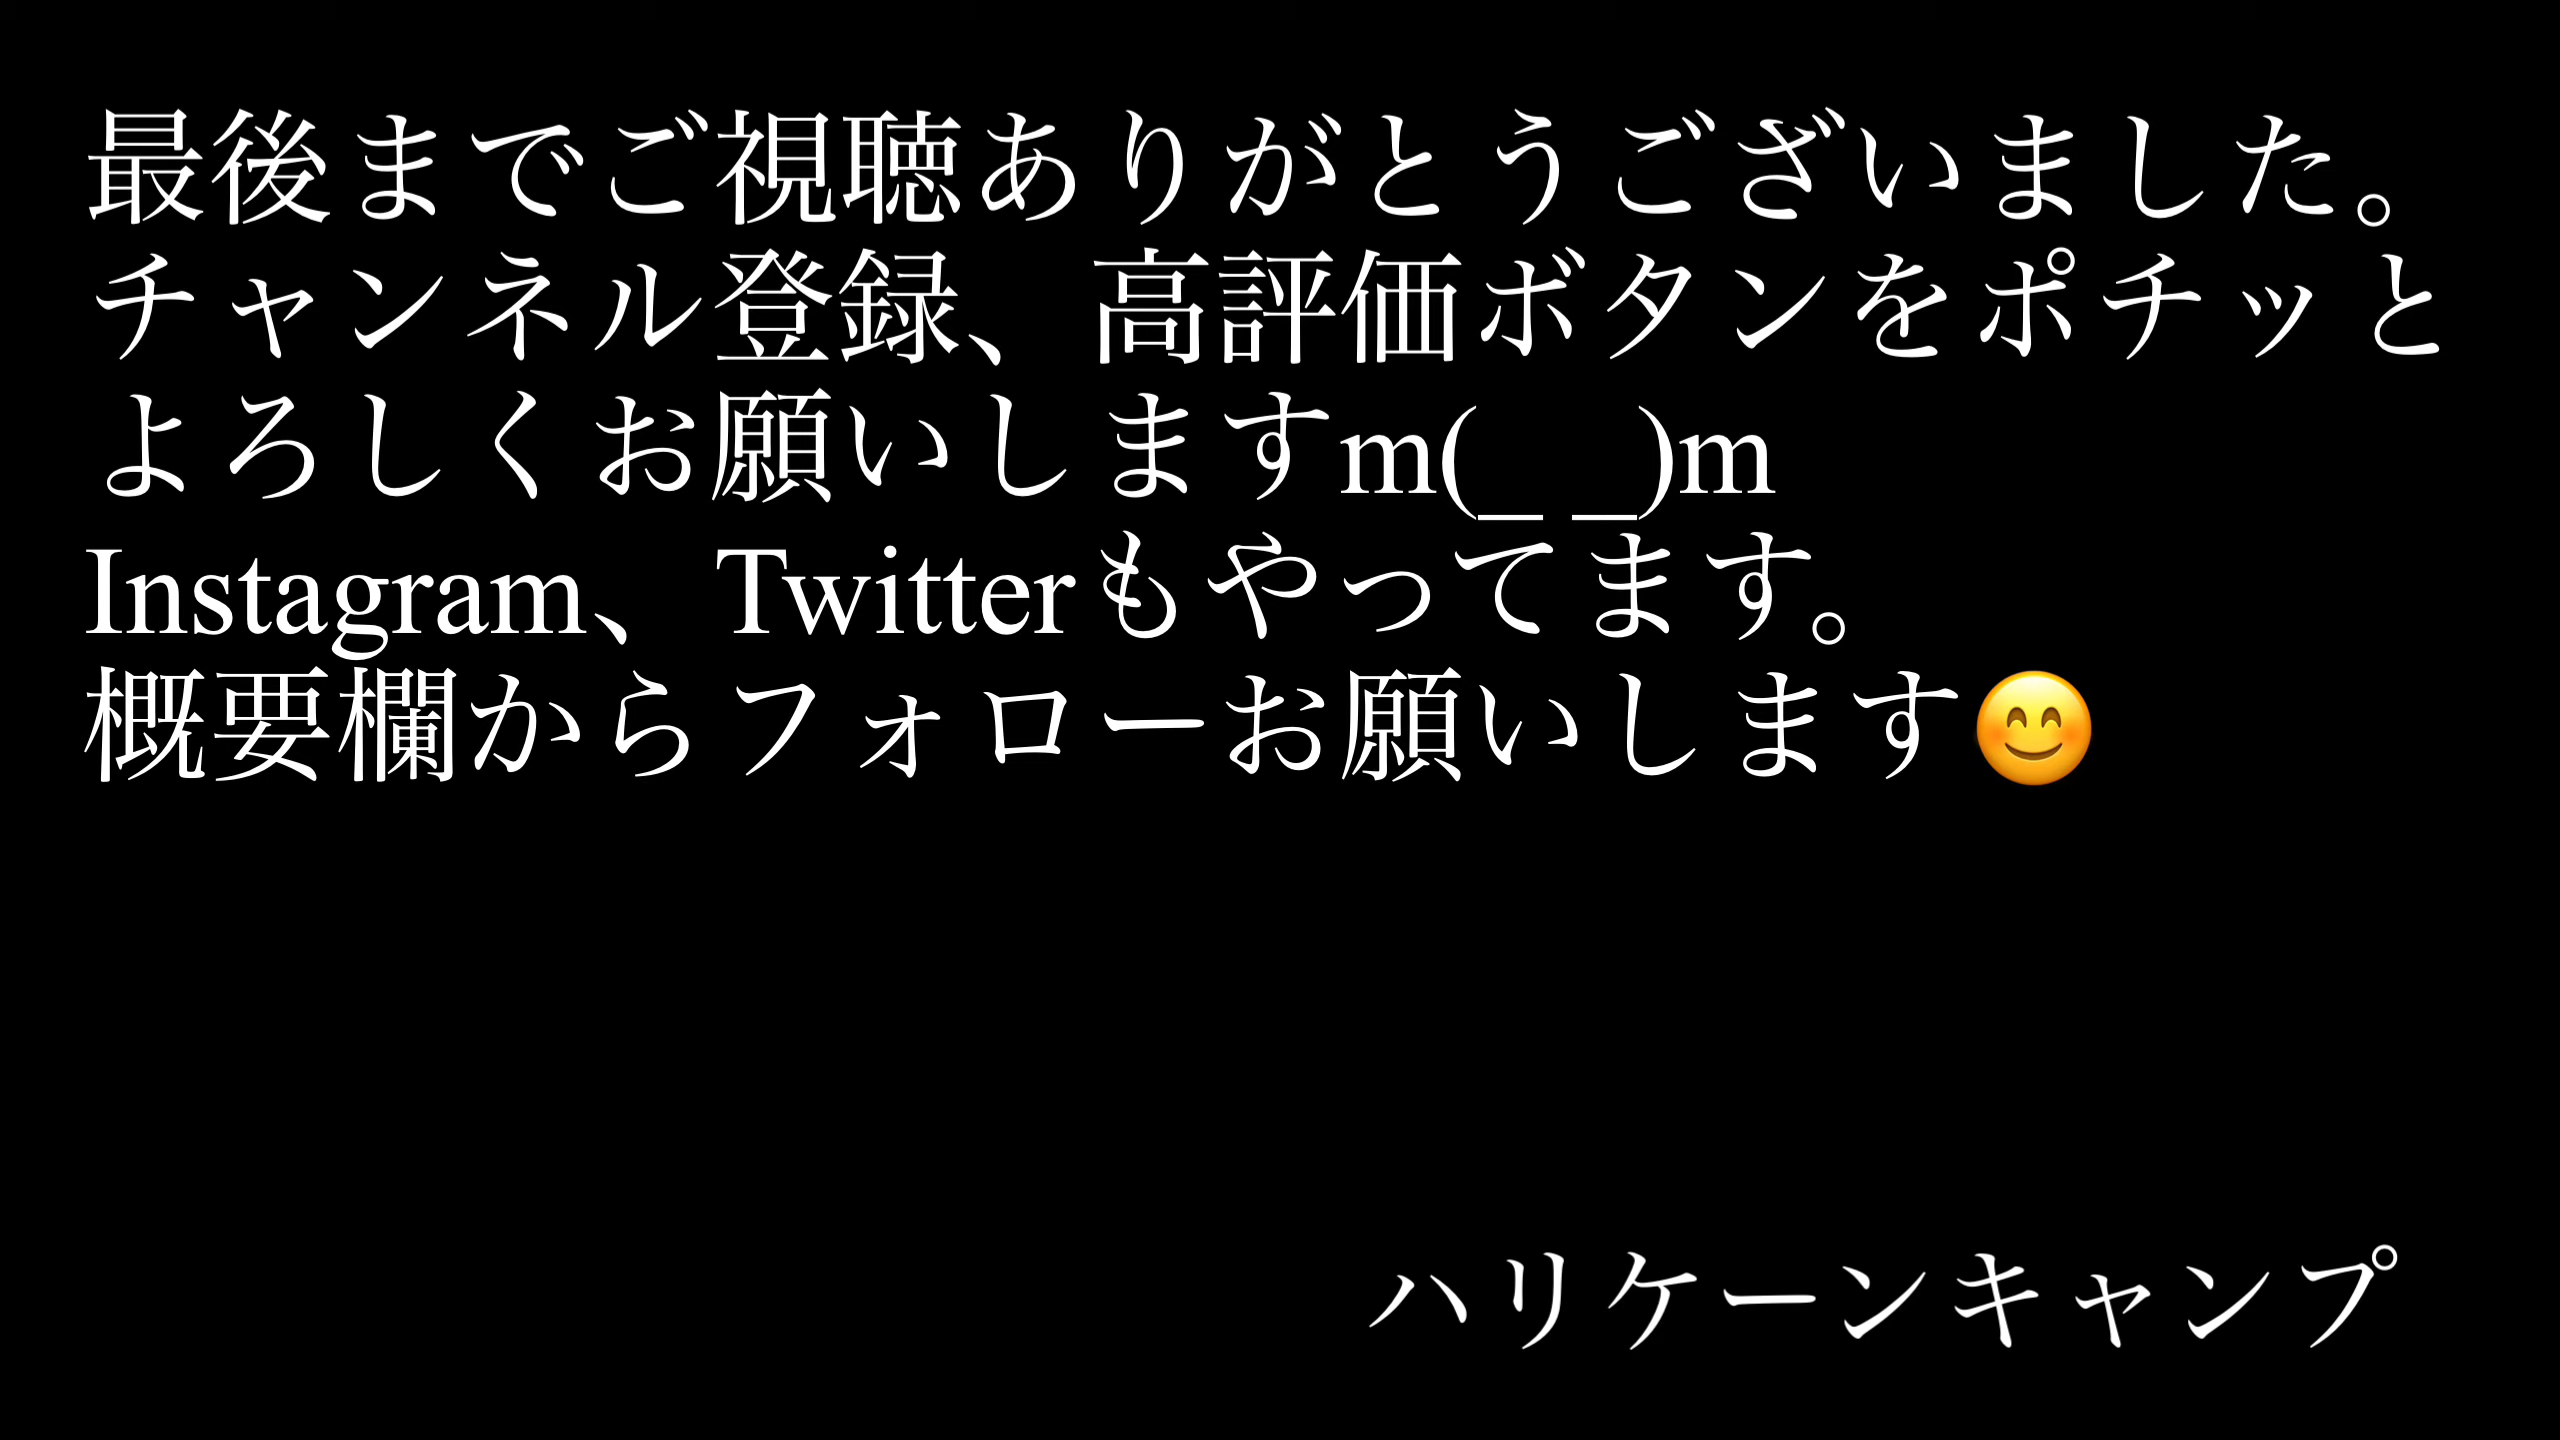 最後までご視聴ありがとうございました。
チャンネル登録、高評価ボタンをポチッと
よろしくお願いしますm(_ _)m
Instagram、Twitterもやってます。
概要欄からフォローお願いします😊
ハリケーンキャンプ